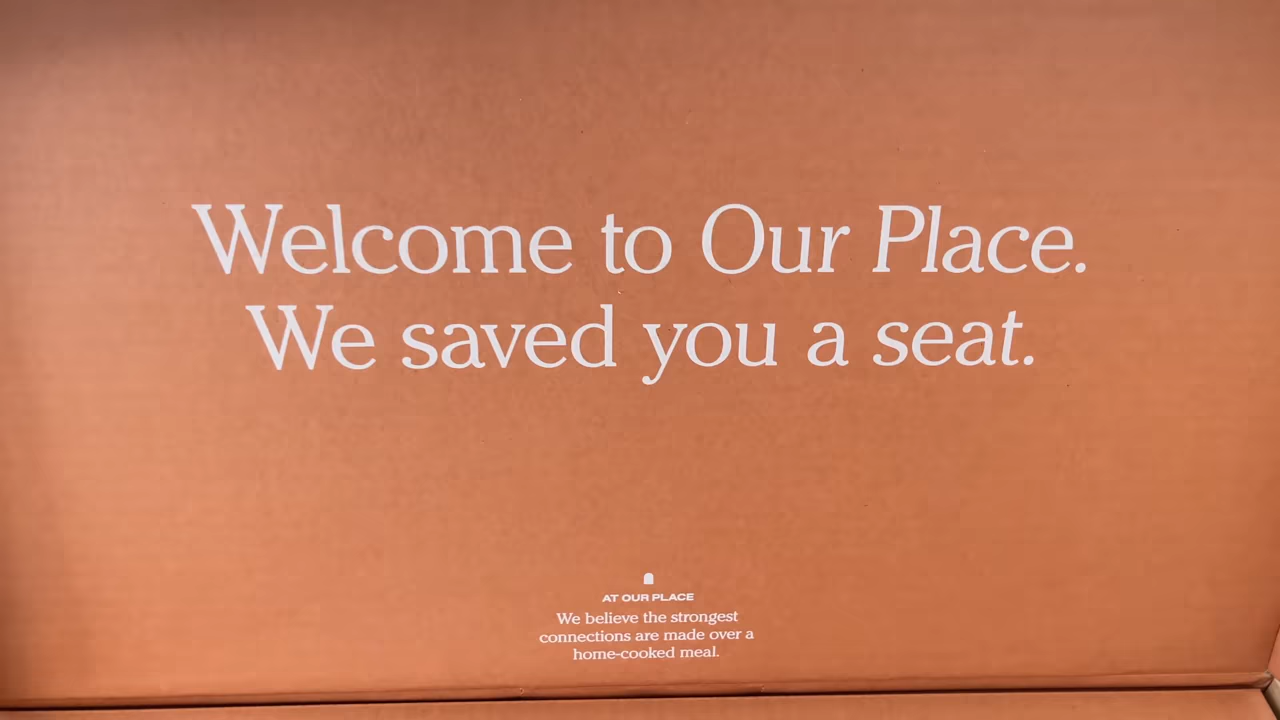 Welcome to Our Place.
We saved you a seat.
AT OUR PLACE
We believe the strongest
connections are made over a
home-cooked meal.